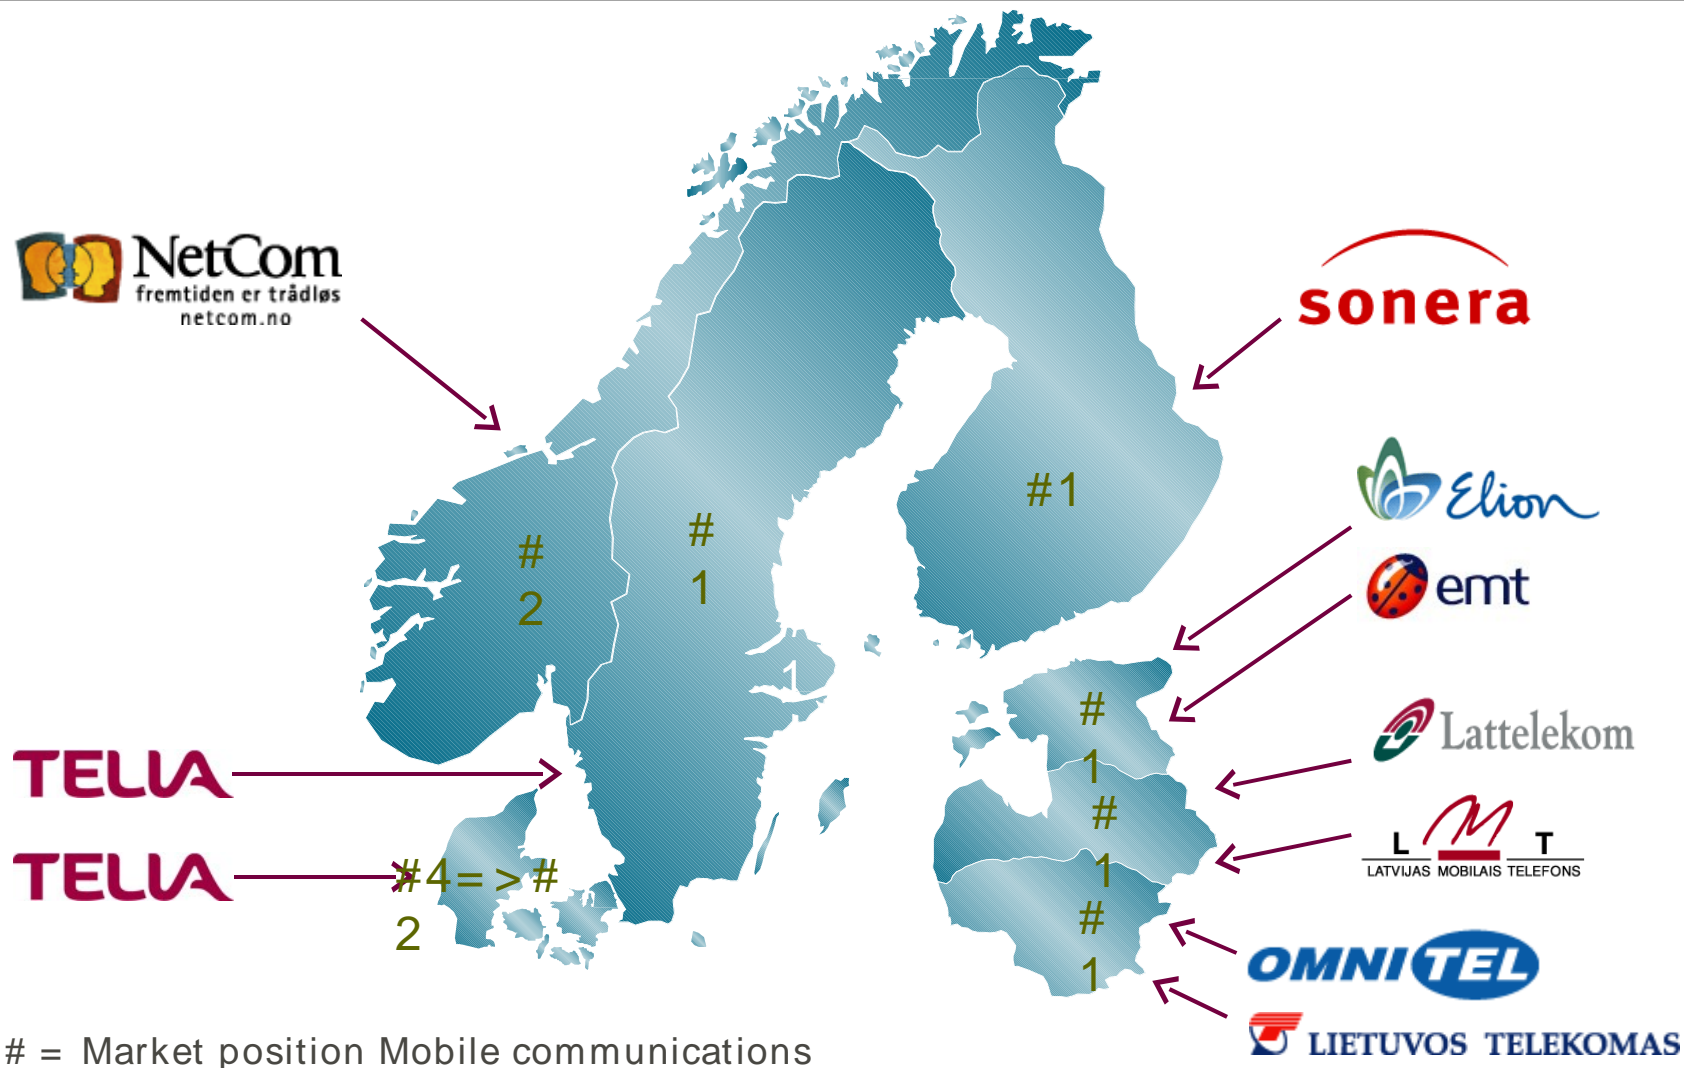 NetCom
fremtiden er trådløs
netcom.no
sonera
Elion
emt
#1
#
1
#
2
1
#
1
Lattelekom
TELIA
#
1
L M T
LATVIJAS MOBILAIS TELEFONS
TELIA
#4=>#
2
#
1
OMNITEL
LIETUVOS TELEKOMAS
# = Market position Mobile communications